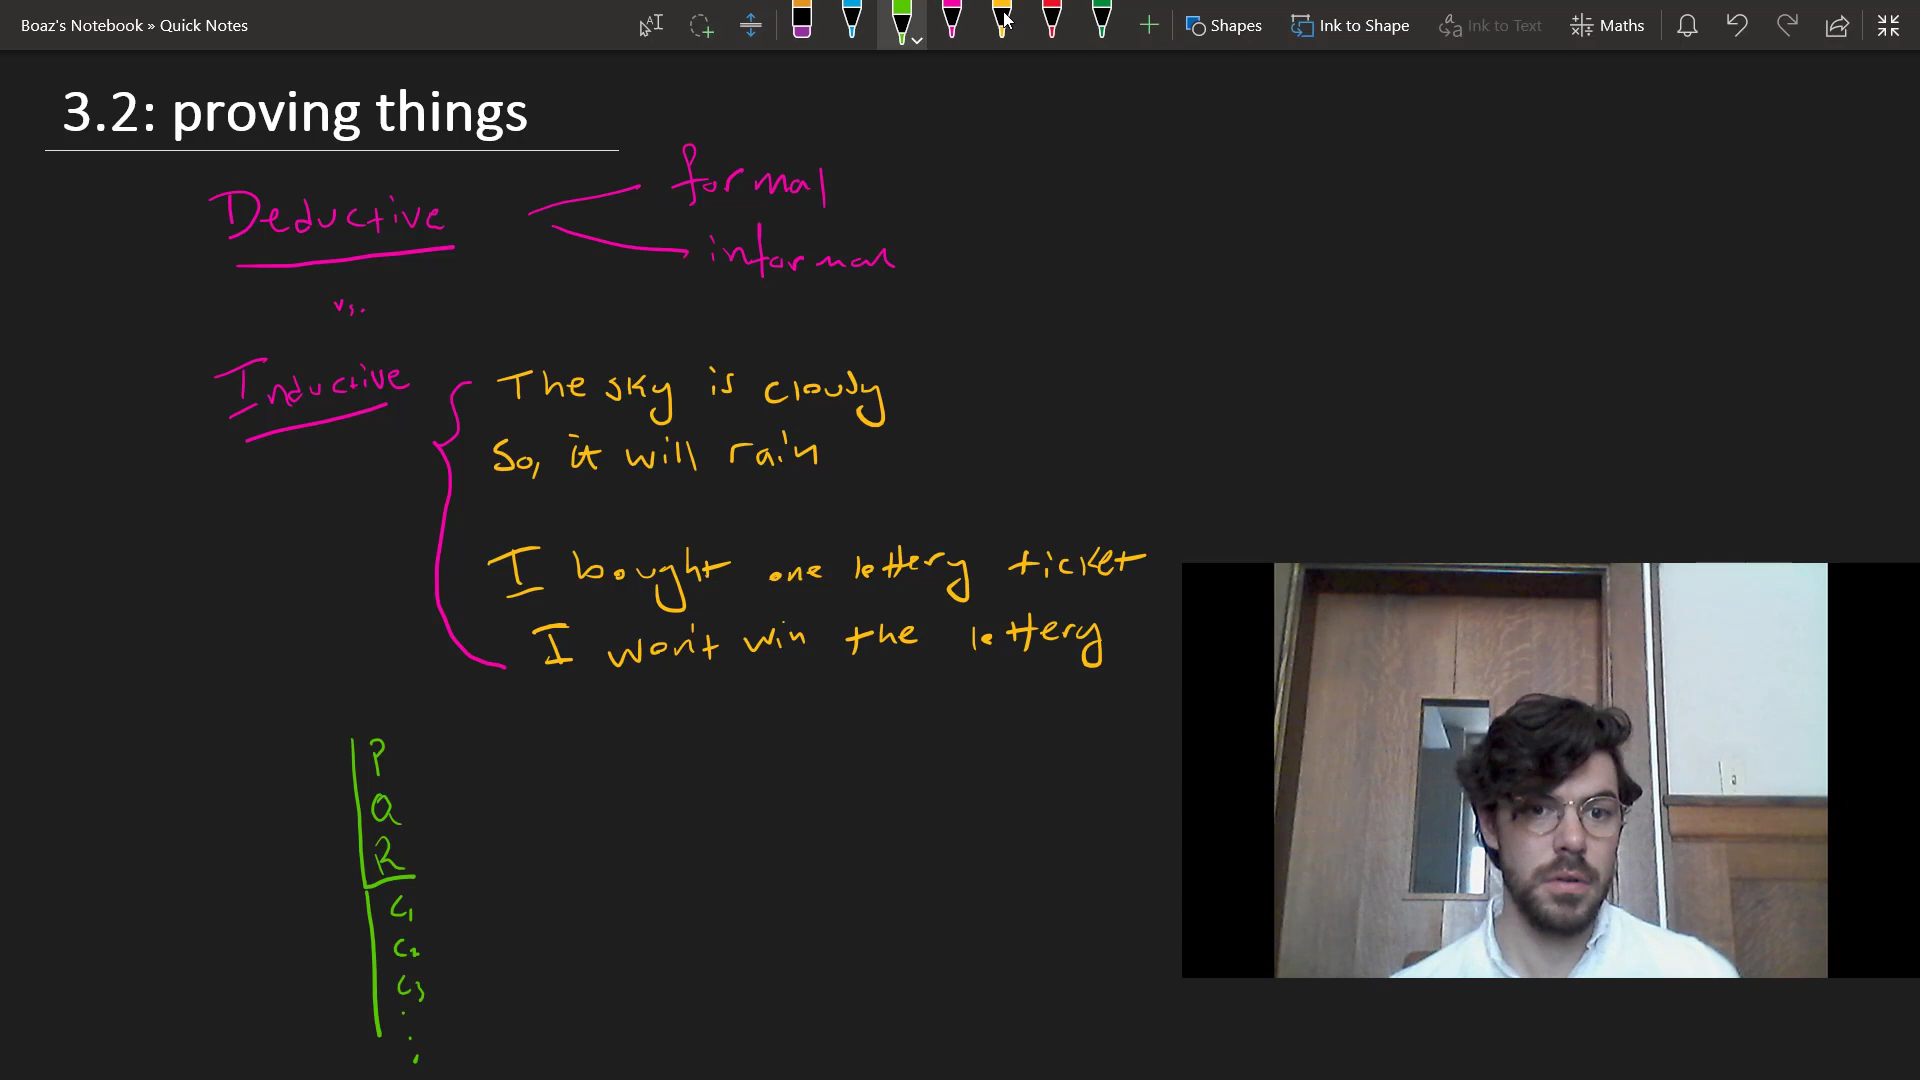 Boaz's Notebook » Quick Notes
Shapes
Ink to Shape
Ink to Text
Maths
3.2: proving things
Deductive
formal
informal
vs.
Inductive
The sky is cloudy
So, it will rain
I bought one lottery ticket
I won't win the lottery
P
Q
R
C1
C2
C3